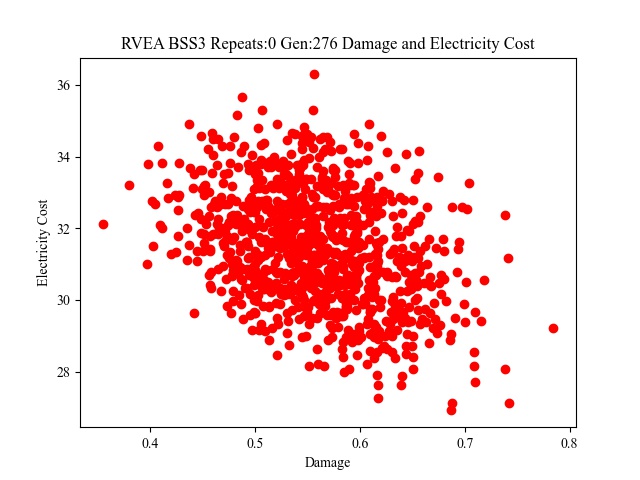 RVEA BSS3 Repeats:0 Gen:276 Damage and Electricity Cost
36
34
32
30
28
Electricity Cost
0.4 0.5 0.6 0.7 0.8
Damage